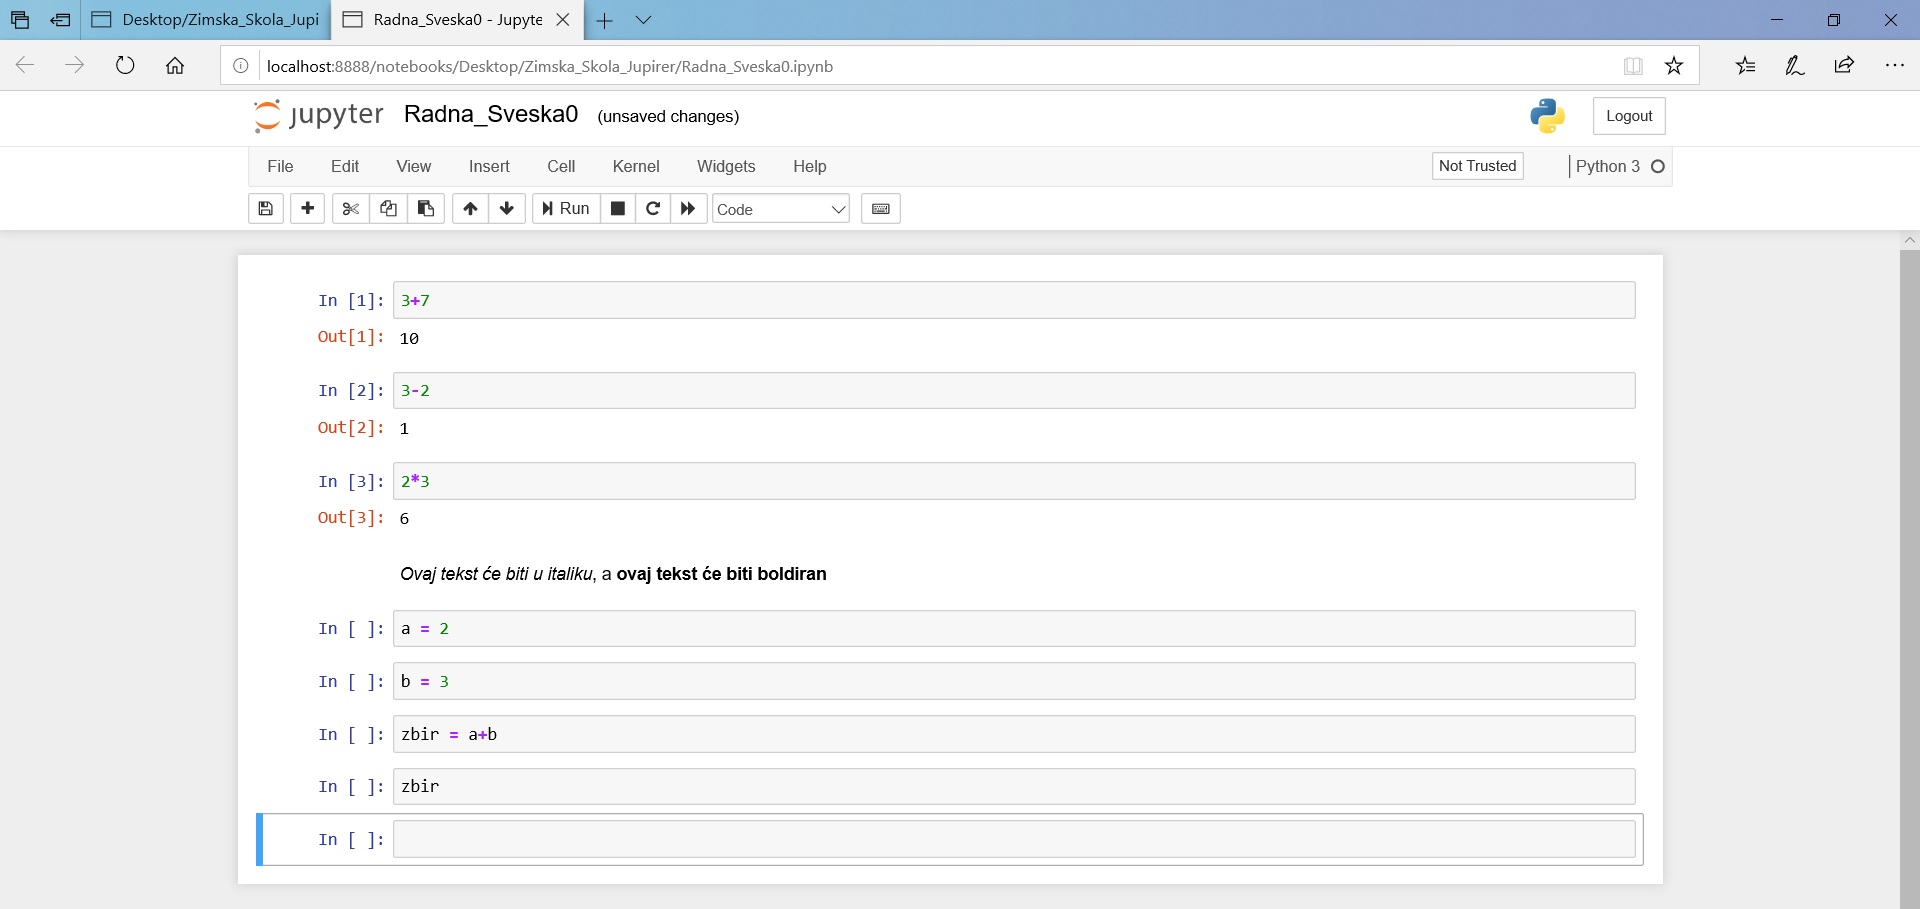 Desktop/Zimska_Skola_Jupi
Radna_Sveska0 - Jupyte
localhost:8888/notebooks/Desktop/Zimska_Skola_Jupirer/Radna_Sveska0.ipynb
jupyter Radna_Sveska0 (unsaved changes) Logout
File Edit View Insert Cell Kernel Widgets Help Not Trusted Python 3
Run Code
In [1]: 3+7
Out[1]: 10
In [2]: 3-2
Out[2]: 1
In [3]: 2*3
Out[3]: 6
Ovaj tekst će biti u italiku, a ovaj tekst će biti boldiran
In [ ]: a = 2
In [ ]: b = 3
In [ ]: zbir = a+b
In [ ]: zbir
In [ ]: